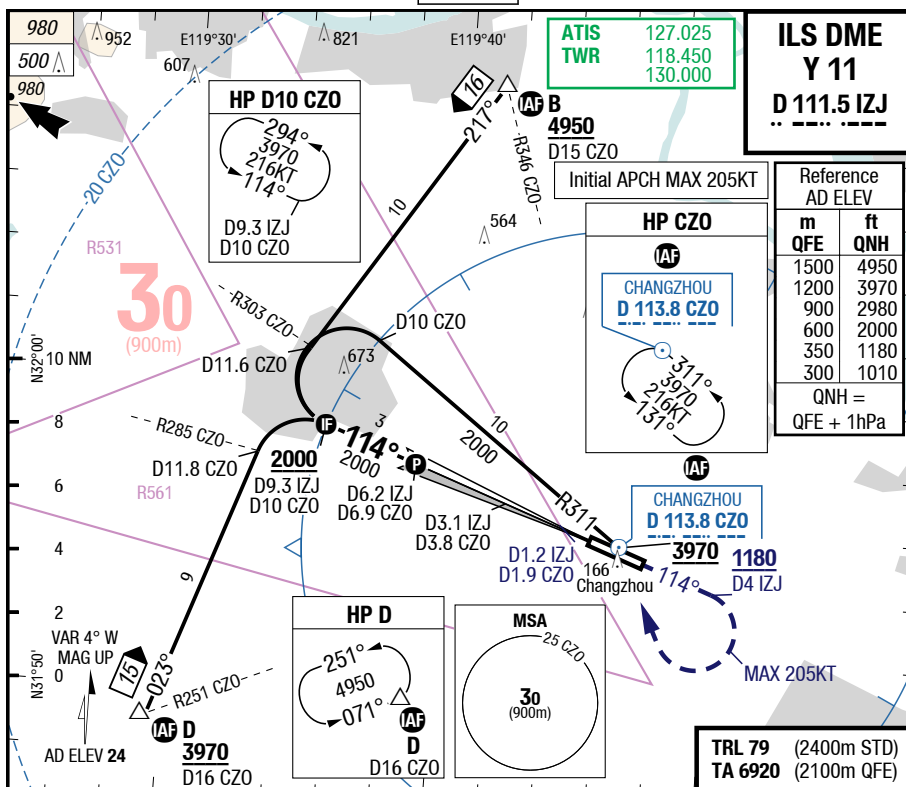 980
500
980
952
E119°30'
821
E119°40'
607
ATIS 127.025
TWR 118.450
130.000
ILS DME
Y 11
D 111.5 IZJ
16
IAF B
4950
D15 CZO
217°
R346 CZO
HP D10 CZO
294°
3970
216KT
114°
D9.3 IZJ
D10 CZO
20 CZO
10
564
Initial APCH MAX 205KT
Reference
AD ELEV
m ft
QFE QNH
1500 4950
1200 3970
900 2980
600 2000
350 1180
300 1010
QNH =
QFE + 1hPa
HP CZO
IAF
CHANGZHOU
D 113.8 CZO
311°
3970
216KT
131°
R531
30
(900m)
R303 CZO
D10 CZO
D11.6 CZO
673
N32°00'
10 NM
8
6
4
2
0
N31°50'
R285 CZO
D11.8 CZO
R561
IF
2000
D9.3 IZJ
D10 CZO
114°
3
2000
P
D6.2 IZJ
D6.9 CZO
10
2000
R311
D3.1 IZJ
D3.8 CZO
D1.2 IZJ
D1.9 CZO
IAF
CHANGZHOU
D 113.8 CZO
3970
166
Changzhou
1180
D4 IZJ
114°
MAX 205KT
9
VAR 4° W
MAG UP
15
023°
R251 CZO
AD ELEV 24
IAF D
3970
D16 CZO
HP D
251°
4950
071°
IAF
D
D16 CZO
MSA
25 CZO
30
(900m)
TRL 79 (2400m STD)
TA 6920 (2100m QFE)